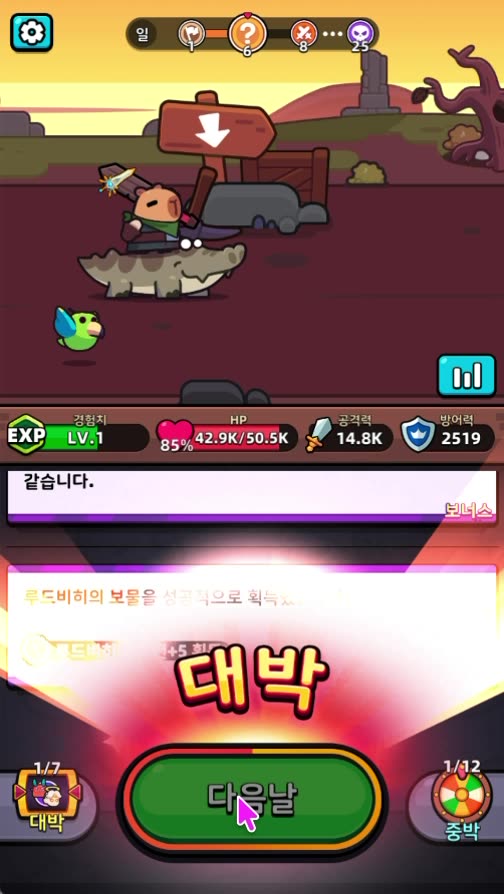 일
1
?
6
8
25
경험치
EXP LV.1
85%
HP
42.9K/50.5K
공격력
14.8K
방어력
2519
같습니다.
보너스
루드비히의 보물을 성공적으로
+5
대박
1/7
대박
다음날
1/12
중박